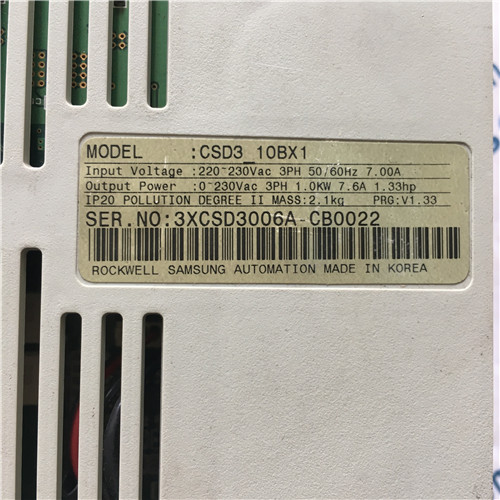 MODEL :CSD3_10BX1
Input Voltage :220~230Vac 3PH 50/60Hz 7.00A
Output Power :0~230Vac 3PH 1.0KW 7.6A 1.33hp
IP20 POLLUTION DEGREE II MASS:2.1kg PRG:V1.33
SER.NO:3XCSD3006A-CB0022
ROCKWELL SAMSUNG AUTOMATION MADE IN KOREA